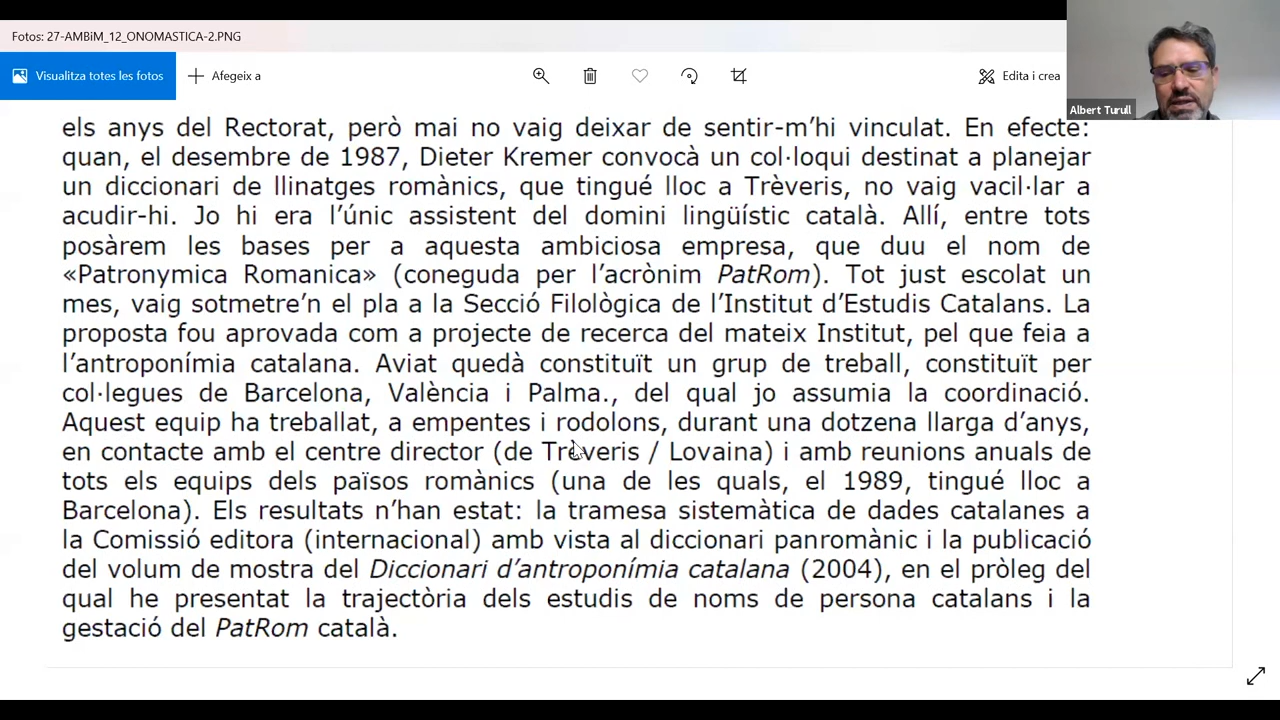 Fotos: 27-AMBiM_12_ONOMASTICA-2.PNG
Visualitza totes les fotos
Afegeix a
Edita i crea
Albert Turull
els anys del Rectorat, però mai no vaig deixar de sentir-m’hi vinculat. En efecte:
quan, el desembre de 1987, Dieter Kremer convocà un col·loqui destinat a planejar
un diccionari de llinatges romànics, que tingué lloc a Trèveris, no vaig vacil·lar a
acudir-hi. Jo hi era l’únic assistent del domini lingüístic català. Allí, entre tots
posàrem les bases per a aquesta ambiciosa empresa, que duu el nom de
«Patronymica Romanica» (coneguda per l’acrònim PatRom). Tot just escolat un
mes, vaig sotmetre’n el pla a la Secció Filològica de l’Institut d’Estudis Catalans. La
proposta fou aprovada com a projecte de recerca del mateix Institut, pel que feia a
l’antroponímia catalana. Aviat quedà constituït un grup de treball, constituït per
col·legues de Barcelona, València i Palma., del qual jo assumia la coordinació.
Aquest equip ha treballat, a empentes i rodolons, durant una dotzena llarga d’anys,
en contacte amb el centre director (de Trèveris / Lovaina) i amb reunions anuals de
tots els equips dels països romànics (una de les quals, el 1989, tingué lloc a
Barcelona). Els resultats n’han estat: la tramesa sistemàtica de dades catalanes a
la Comissió editora (internacional) amb vista al diccionari panromànic i la publicació
del volum de mostra del Diccionari d’antroponímia catalana (2004), en el pròleg del
qual he presentat la trajectòria dels estudis de noms de persona catalans i la
gestació del PatRom català.